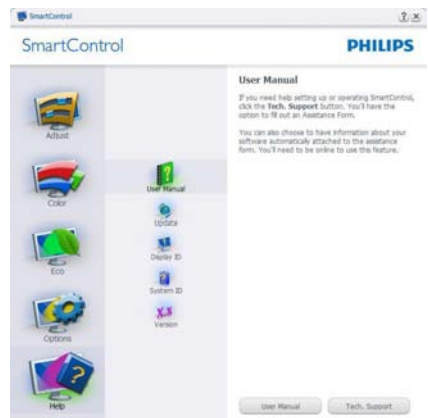 SmartControl
SmartControl
PHILIPS
Adjust
Color
Eco
Options
Help
User Manual
Update
Display ID
System ID
Version
User Manual
If you need help setting up or operating SmartControl,
click the Tech. Support button. You'll have the
option to fill out an Assistance Form.
You can also choose to have information about your
software automatically attached to the assistance
form. You'll need to be online to use this feature.
User Manual
Tech. Support